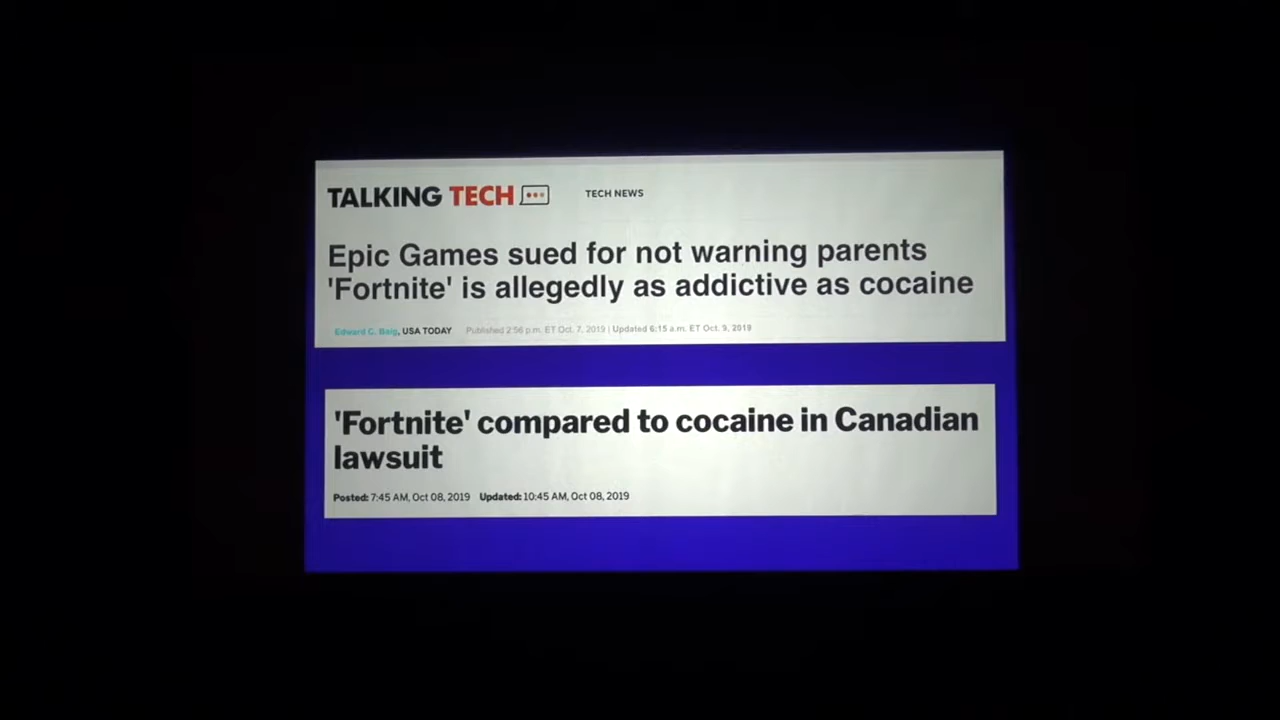 TALKING TECH TECH NEWS
Epic Games sued for not warning parents
'Fortnite' is allegedly as addictive as cocaine
Edward C. Baig, USA TODAY Published 2:56 p.m. ET Oct. 7, 2019 | Updated 6:15 a.m. ET Oct. 9, 2019
'Fortnite' compared to cocaine in Canadian
lawsuit
Posted: 7:45 AM, Oct 08, 2019 Updated: 10:45 AM, Oct 08, 2019